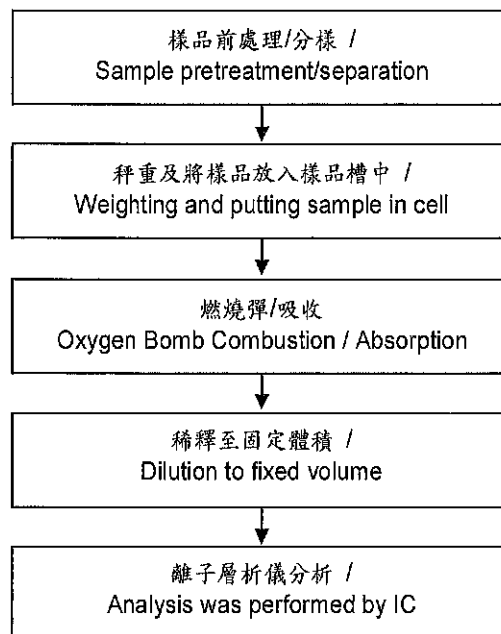 樣品前處理/分樣 /
Sample pretreatment/separation
秤重及將樣品放入樣品槽中 /
Weighting and putting sample in cell
燃燒彈/吸收
Oxygen Bomb Combustion / Absorption
稀釋至固定體積 /
Dilution to fixed volume
離子層析儀分析 /
Analysis was performed by IC